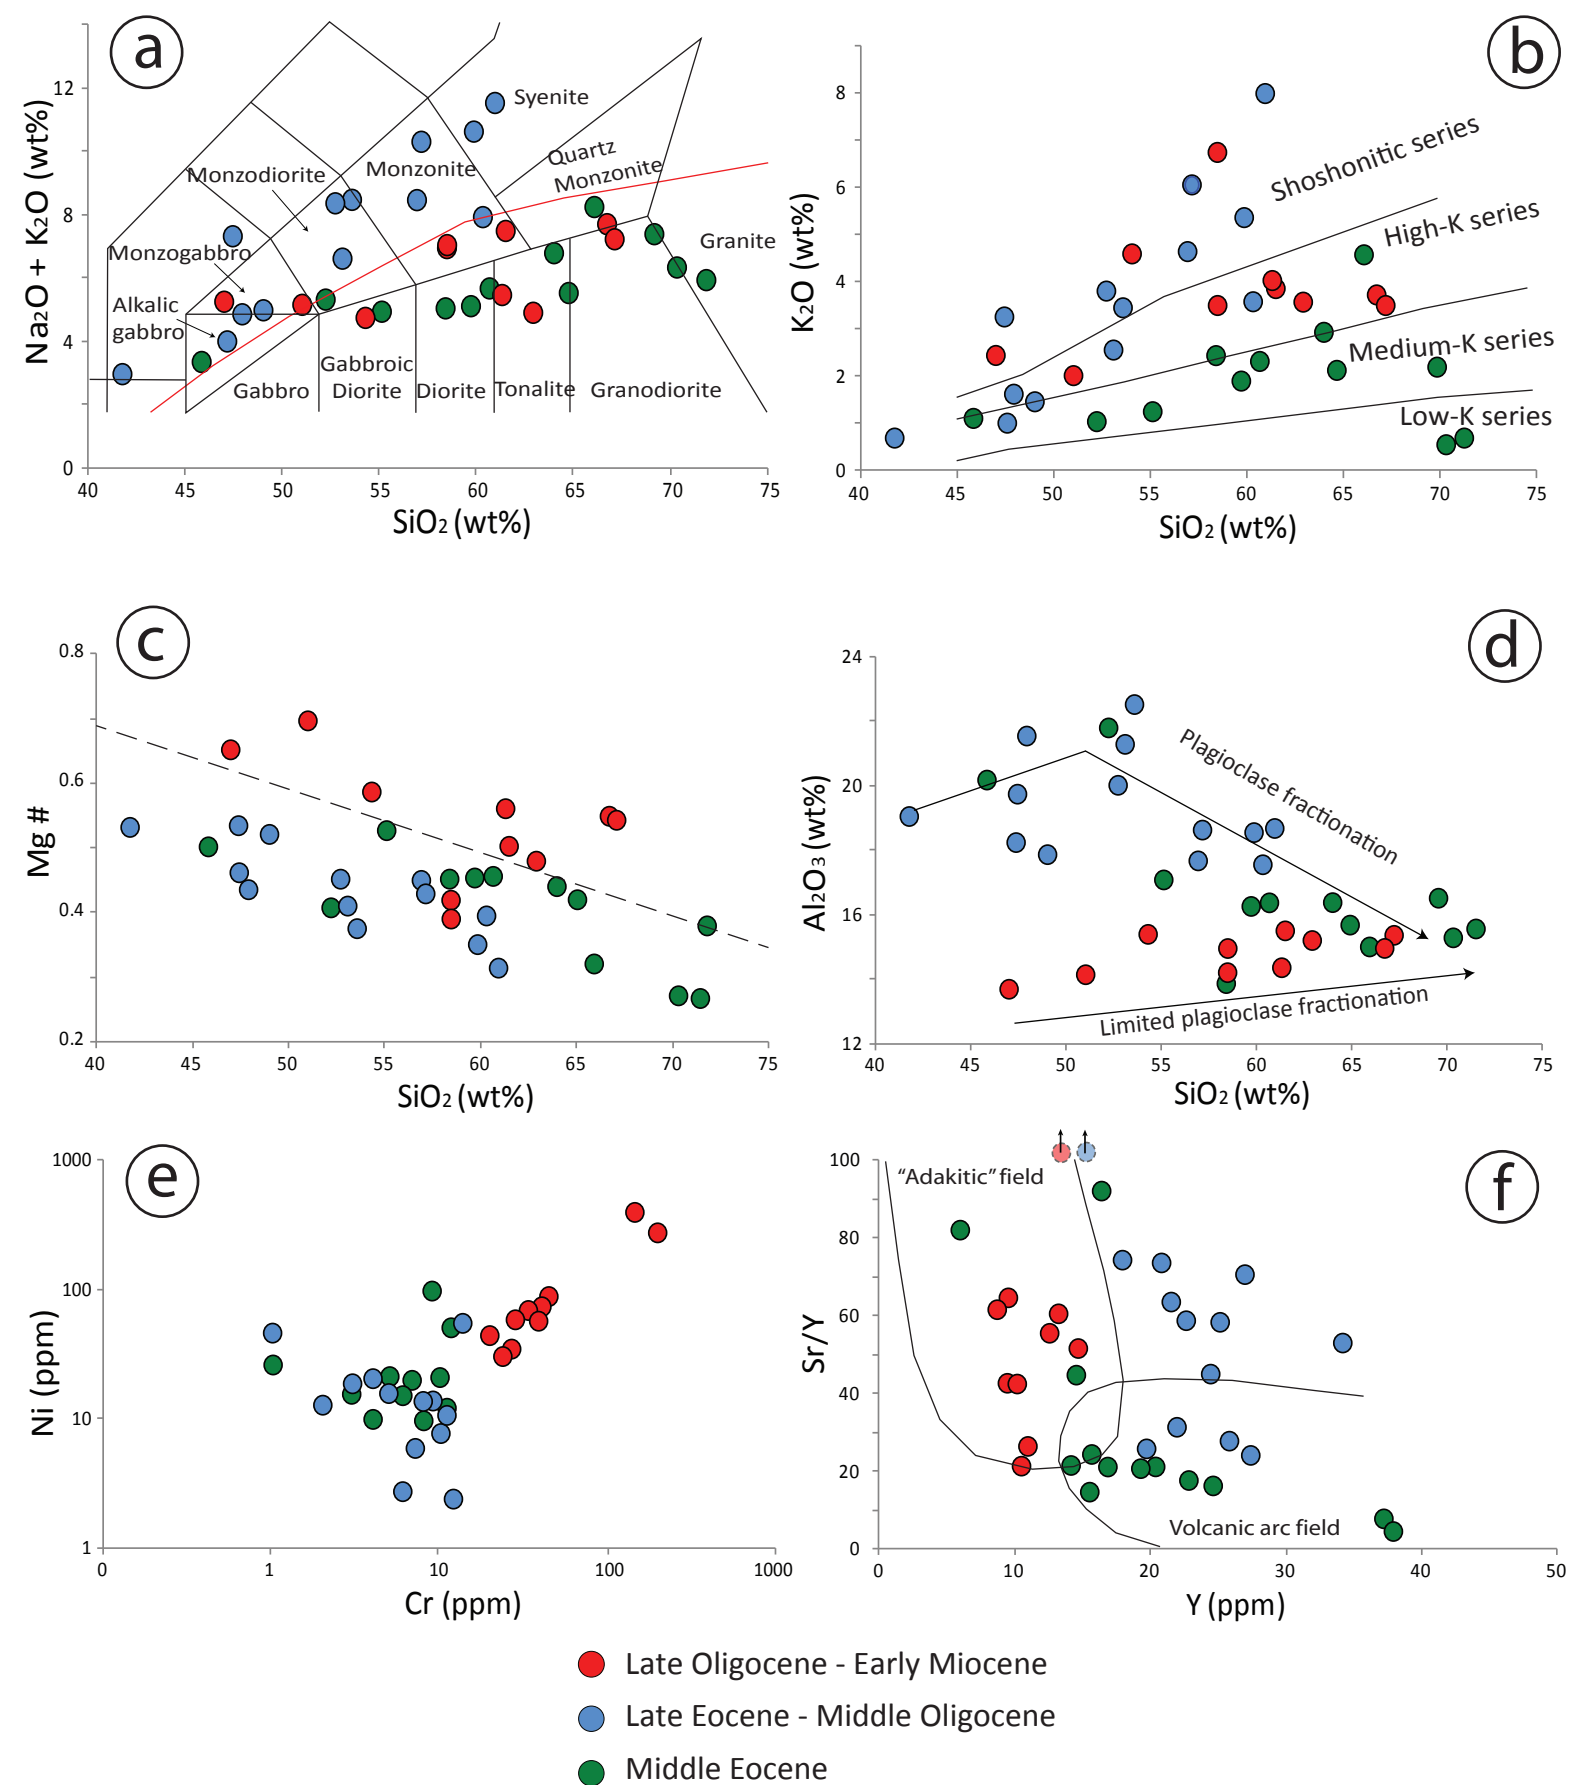 a
Na2O + K2O (wt%)
12
8
4
0
Syenite
Quartz
Monzonite
Monzonite
Monzodiorite
Monzogabbro
Alkalic
gabbro
Granite
Gabbro
Gabbroic
Diorite
Diorite
Tonalite
Granodiorite
40 45 50 55 60 65 70 75
SiO2 (wt%)
b
K2O (wt%)
8
6
4
2
0
Shoshonitic series
High-K series
Medium-K series
Low-K series
40 45 50 55 60 65 70 75
SiO2 (wt%)
c
Mg #
0.8
0.6
0.4
0.2
40 45 50 55 60 65 70 75
SiO2 (wt%)
d
Al2O3 (wt%)
24
20
16
12
Plagioclase fractionation
Limited plagioclase fractionation
40 45 50 55 60 65 70 75
SiO2 (wt%)
e
Ni (ppm)
1000
100
10
1
0 1 10 100 1000
Cr (ppm)
f
Sr/Y
100
80
60
40
20
0
“Adakitic” field
Volcanic arc field
0 10 20 30 40 50
Y (ppm)
Late Oligocene - Early Miocene
Late Eocene - Middle Oligocene
Middle Eocene